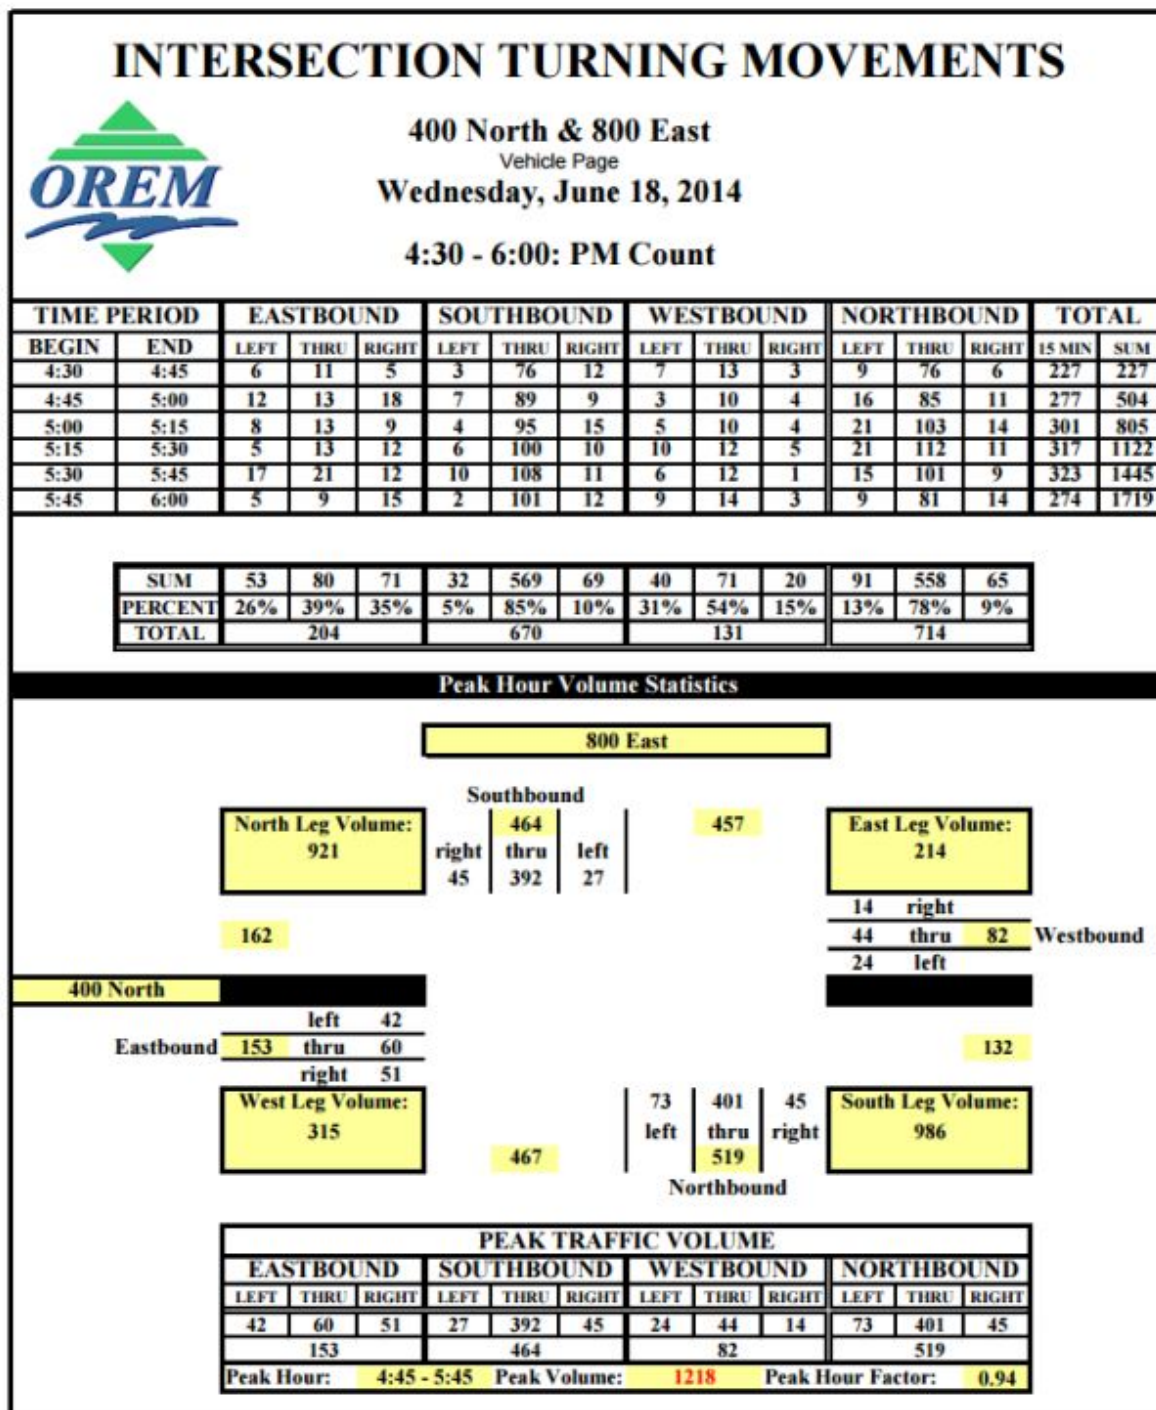 INTERSECTION TURNING MOVEMENTS
OREM
400 North & 800 East
Vehicle Page
Wednesday, June 18, 2014
4:30 - 6:00: PM Count
TIME PERIOD EASTBOUND SOUTHBOUND WESTBOUND NORTHBOUND TOTAL
BEGIN END LEFT THRU RIGHT LEFT THRU RIGHT LEFT THRU RIGHT LEFT THRU RIGHT 15 MIN SUM
4:30 4:45 6 11 5 3 76 12 7 13 3 9 76 6 227 227
4:45 5:00 12 13 18 7 89 9 3 10 4 16 85 11 277 504
5:00 5:15 8 13 9 4 95 15 5 10 4 21 103 14 301 805
5:15 5:30 5 13 12 6 100 10 10 12 5 21 112 11 317 1122
5:30 5:45 17 21 12 10 108 11 6 12 1 15 101 9 323 1445
5:45 6:00 5 9 15 2 101 12 9 14 3 9 81 14 274 1719
SUM 53 80 71 32 569 69 40 71 20 91 558 65
PERCENT 26% 39% 35% 5% 85% 10% 31% 54% 15% 13% 78% 9%
TOTAL 204 670 131 714
Peak Hour Volume Statistics
800 East
Southbound
North Leg Volume: 464 457 East Leg Volume:
921 right thru left 214
45 392 27
14 right
162 44 thru 82 Westbound
24 left
400 North
left 42
Eastbound 153 thru 60 132
right 51
West Leg Volume: 73 401 45 South Leg Volume:
315 left thru right 986
467 519
Northbound
PEAK TRAFFIC VOLUME
EASTBOUND SOUTHBOUND WESTBOUND NORTHBOUND
LEFT THRU RIGHT LEFT THRU RIGHT LEFT THRU RIGHT LEFT THRU RIGHT
42 60 51 27 392 45 24 44 14 73 401 45
153 464 82 519
Peak Hour: 4:45 - 5:45 Peak Volume: 1218 Peak Hour Factor: 0.94